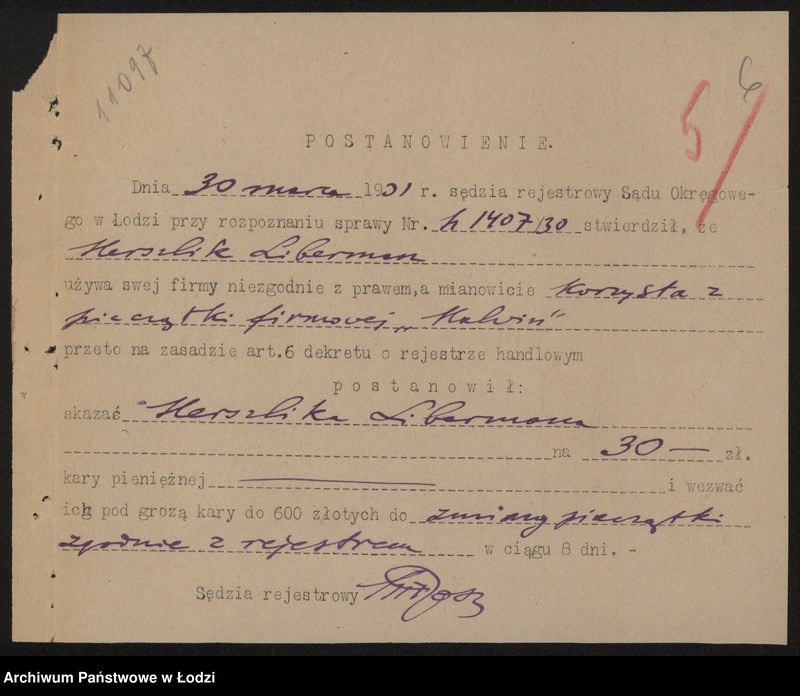 11097
6
5/
POSTANOWIENIE.
Dnia 30 marca 1931 r. sędzia rejestrowy Sądu Okręgowe-
go w Łodzi przy rozpoznaniu sprawy Nr. h 1407/30 stwierdził, że
Herszlik Liberman
używa swej firmy niezgodnie z prawem, a mianowicie korzysta z
pieczątki firmowej „
przeto na zasadzie art. 6 dekretu o rejestrze handlowym
postanowił:
skazać Herszlika Libermana
na 30 — zł.
kary pieniężnej — i wezwać
ich pod grozą kary do 600 złotych do zmiany pieczątki
zgodnie z rejestrem w ciągu 8 dni. -
Sędzia rejestrowy
Archiwum Państwowe w Łodzi